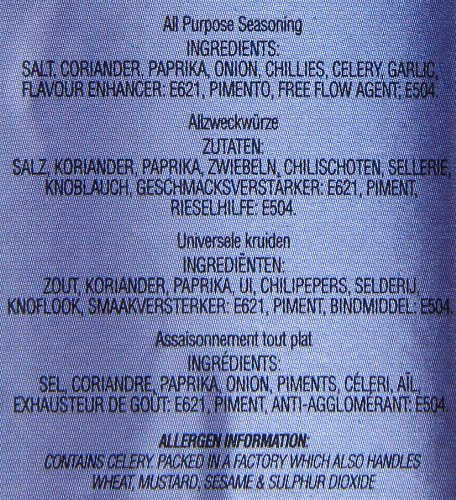 All Purpose Seasoning
INGREDIENTS:
SALT, CORIANDER, PAPRIKA, ONION, CHILLIES, CELERY, GARLIC,
FLAVOUR ENHANCER: E621, PIMENTO, FREE FLOW AGENT; E504.
Allzweckwürze
ZUTATEN:
SALZ, KORIANDER, PAPRIKA, ZWIEBELN, CHILISCHOTEN, SELLERIE,
KNOBLAUCH, GESCHMACKSVERSTÄRKER: E621, PIMENT,
RIESELHILFE: E504.
Universele kruiden
INGREDIËNTEN:
ZOUT, KORIANDER, PAPRIKA, UI, CHILIPEPERS, SELDERIJ,
KNOFLOOK, SMAAKVERSTERKER: E621, PIMENT, BINDMIDDEL: E504.
Assaisonnement tout plat
INGRÉDIENTS:
SEL, CORIANDRE, PAPRIKA, ONION, PIMENTS, CÉLERI, AÏL,
EXHAUSTEUR DE GOÛT: E621, PIMENT, ANTI-AGGLOMÉRANT: E504.
ALLERGEN INFORMATION:
CONTAINS CELERY. PACKED IN A FACTORY WHICH ALSO HANDLES
WHEAT, MUSTARD, SESAME & SULPHUR DIOXIDE